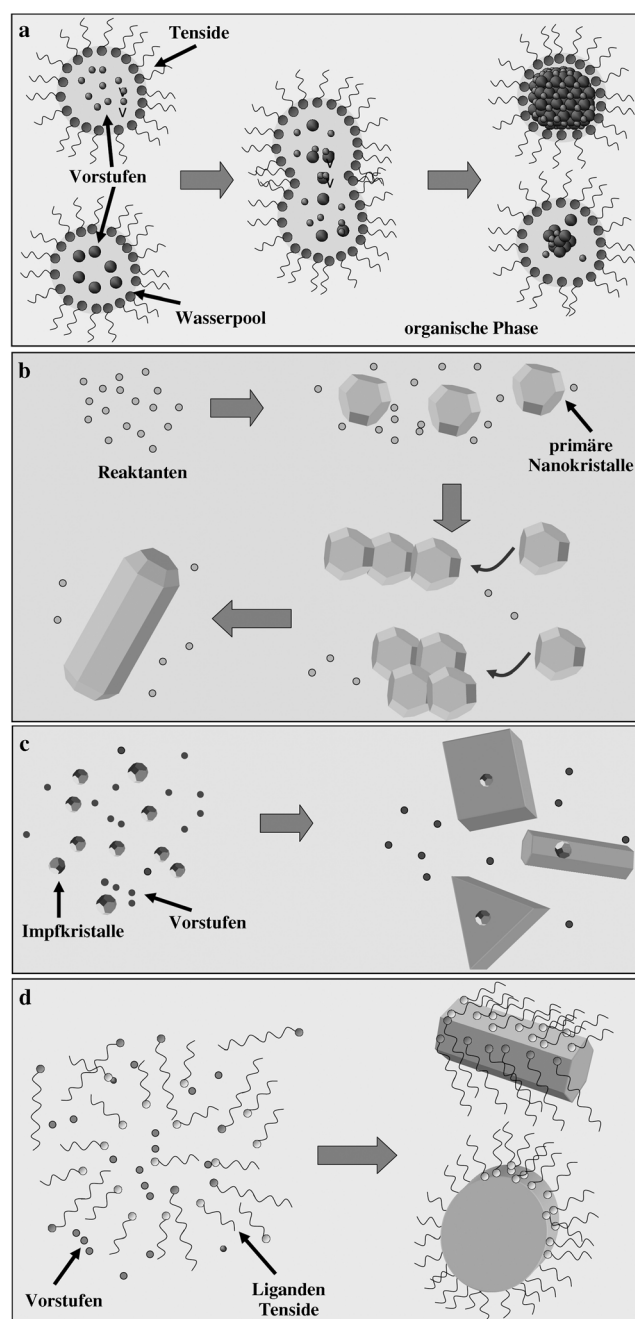 a
Tenside
Vorstufen
Wasserpool
organische Phase
b
Reaktanten
primäre
Nanokristalle
c
Impfkristalle
Vorstufen
d
Vorstufen
Liganden
Tenside